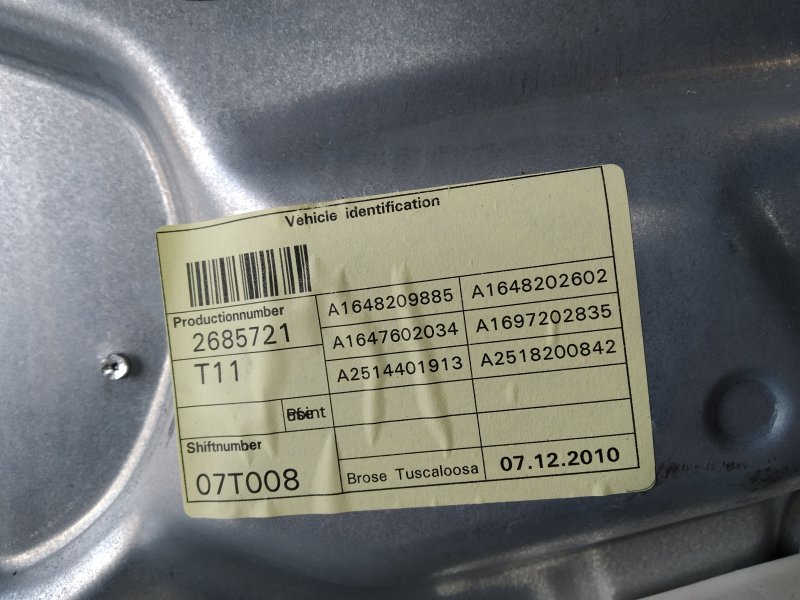 Vehicle identification
Productionnumber
2685721
A1648209885 A1648202602
A1647602034 A1697202835
T11
A2514401913 A2518200842
Shiftnumber
07T008
Brose Tuscaloosa 07.12.2010